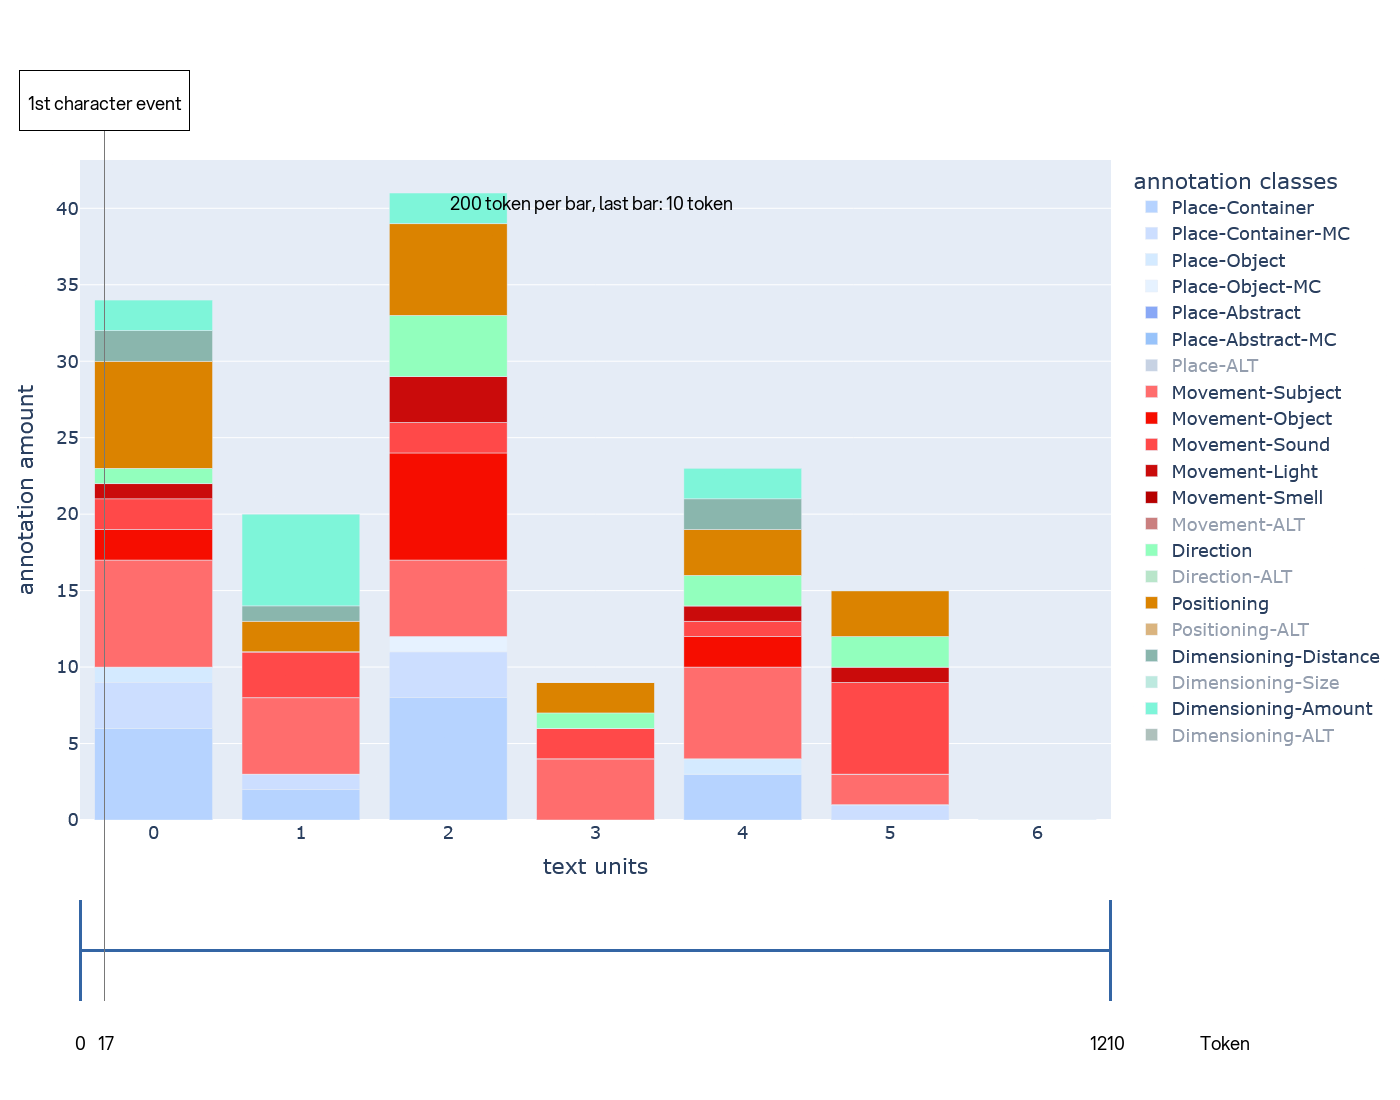 1st character event
200 token per bar, last bar: 10 token
annotation amount
40
35
30
25
20
15
10
5
0
0 1 2 3 4 5 6
text units
annotation classes
Place-Container
Place-Container-MC
Place-Object
Place-Object-MC
Place-Abstract
Place-Abstract-MC
Place-ALT
Movement-Subject
Movement-Object
Movement-Sound
Movement-Light
Movement-Smell
Movement-ALT
Direction
Direction-ALT
Positioning
Positioning-ALT
Dimensioning-Distance
Dimensioning-Size
Dimensioning-Amount
Dimensioning-ALT
0 17 1210 Token